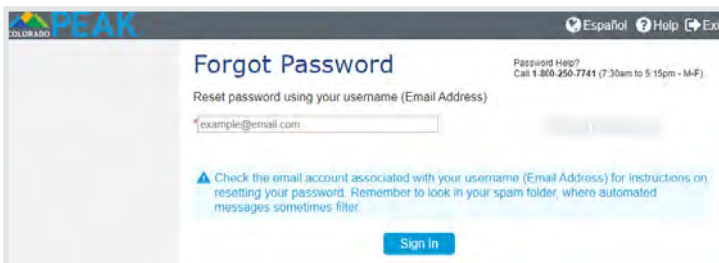 COLORADO PEAK
Español Help Exi
Forgot Password
Password Help?
Call 1-800-250-7741 (7:30am to 5:15pm - M-F)
Reset password using your username (Email Address)
*example@email.com
Check the email account associated with your username (Email Address) for instructions on
resetting your password. Remember to look in your spam folder, where automated
messages sometimes filter.
Sign In